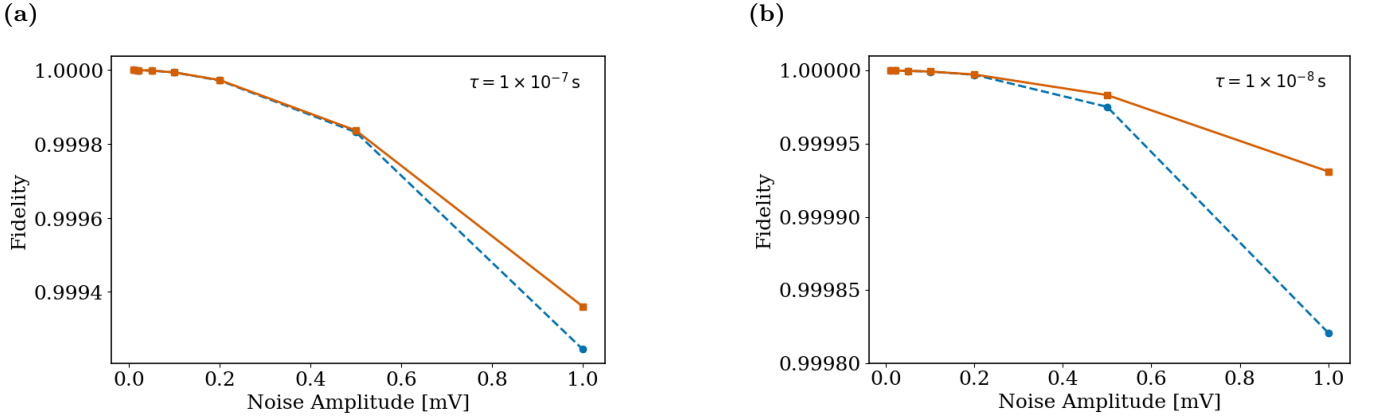 (a)
τ = 1 × 10⁻⁷ s
1.0000
0.9998
0.9996
0.9994
Fidelity
0.0 0.2 0.4 0.6 0.8 1.0
Noise Amplitude [mV]
(b)
τ = 1 × 10⁻⁸ s
1.00000
0.99995
0.99990
0.99985
0.99980
Fidelity
0.0 0.2 0.4 0.6 0.8 1.0
Noise Amplitude [mV]